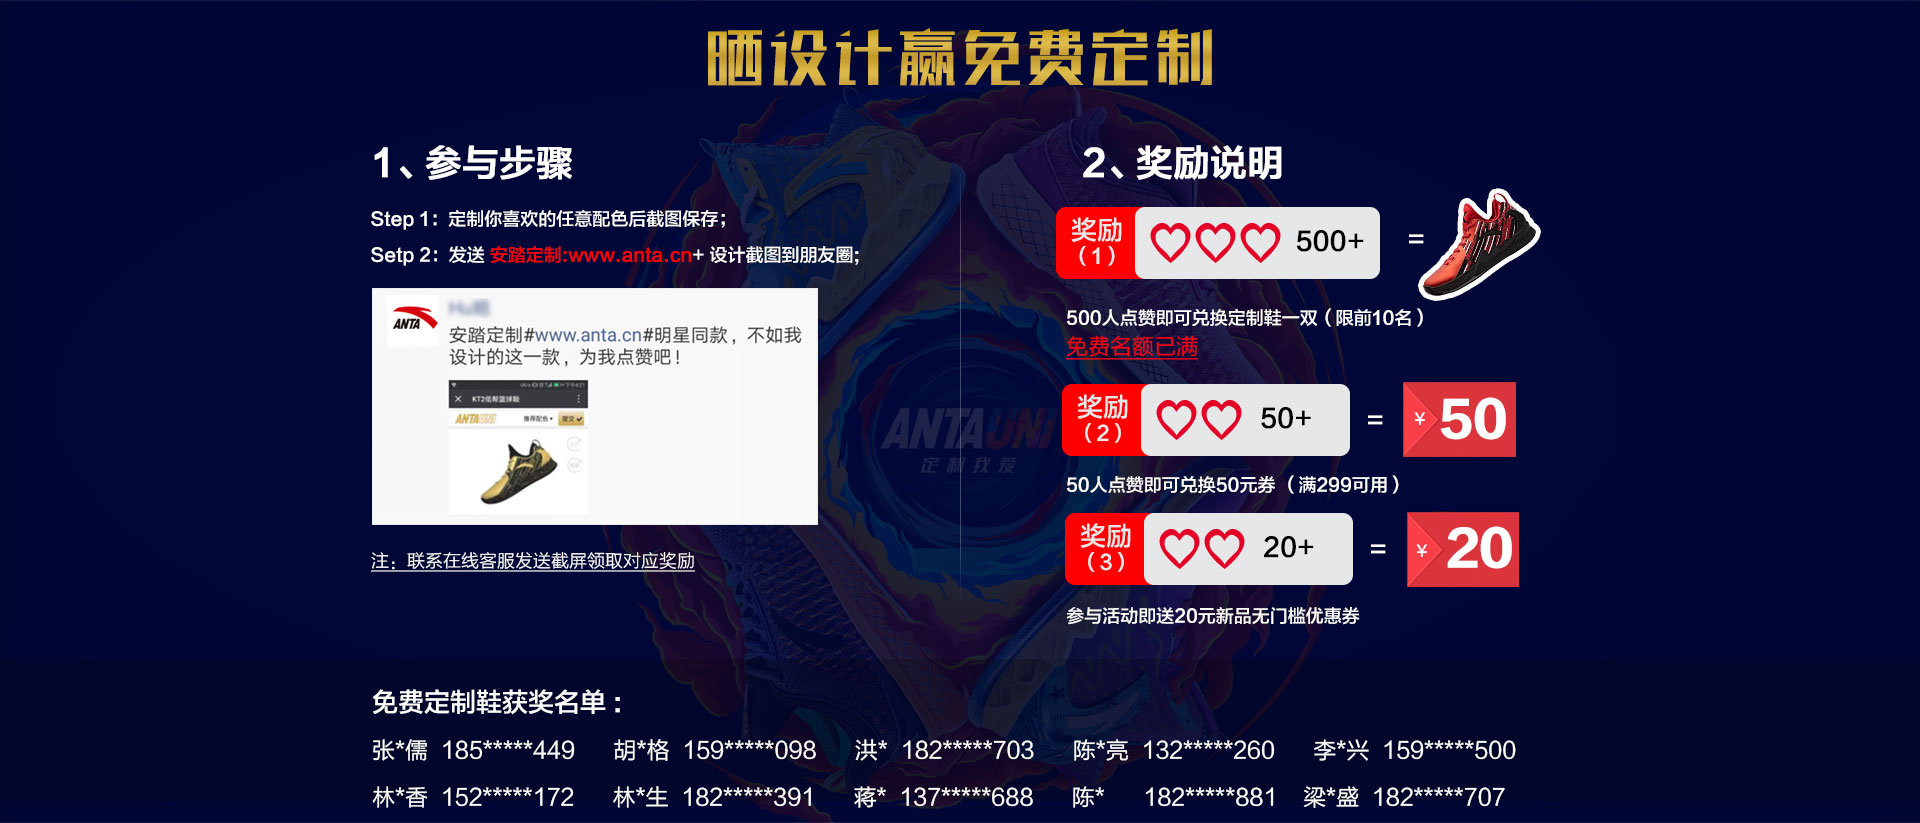 晒设计赢免费定制
1、参与步骤
Step 1：定制你喜欢的任意配色后截图保存；
Setp 2：发送 安踏定制:www.anta.cn+ 设计截图到朋友圈；
ANTA
安踏定制#www.anta.cn#明星同款，不如我
设计的这一款，为我点赞吧！
KT2低帮篮球鞋
ANTAUNI 推荐配色 提交
注：联系在线客服发送截屏领取对应奖励
2、奖励说明
奖励
（1）
500+
=
500人点赞即可兑换定制鞋一双（限前10名）
免费名额已满
奖励
（2）
50+
=
¥ 50
50人点赞即可兑换50元券（满299可用）
奖励
（3）
20+
=
¥ 20
参与活动即送20元新品无门槛优惠券
ANTAUNI
定制我爱
免费定制鞋获奖名单：
张*儒 185*****449 胡*格 159*****098 洪* 182*****703 陈*亮 132*****260 李*兴 159*****500
林*香 152*****172 林*生 182*****391 蒋* 137*****688 陈* 182*****881 梁*盛 182*****707